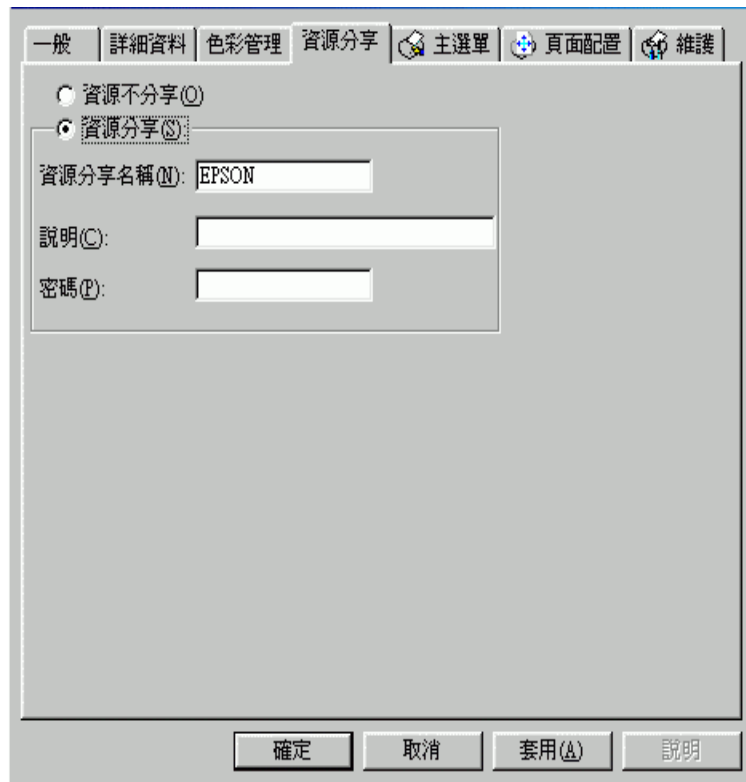 一般 詳細資料 色彩管理 資源分享 主選單 頁面配置 維護
資源不分享(O)
資源分享(S):
資源分享名稱(N): EPSON
說明(C):
密碼(P):
確定 取消 套用(A) 說明